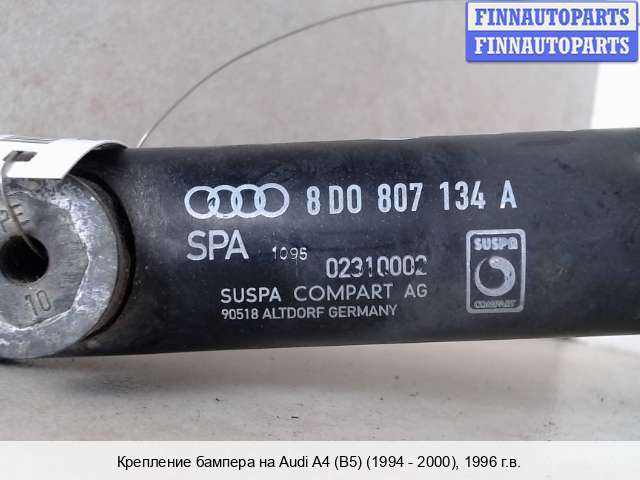 FINNAUTOPARTS
FINNAUTOPARTS
8D0 807 134 A
SPA 1095
02310002
SUSPA COMPART AG
90518 ALTDORF GERMANY
SUSPA
COMPART
PE
10
Крепление бампера на Audi A4 (B5) (1994 - 2000), 1996 г.в.